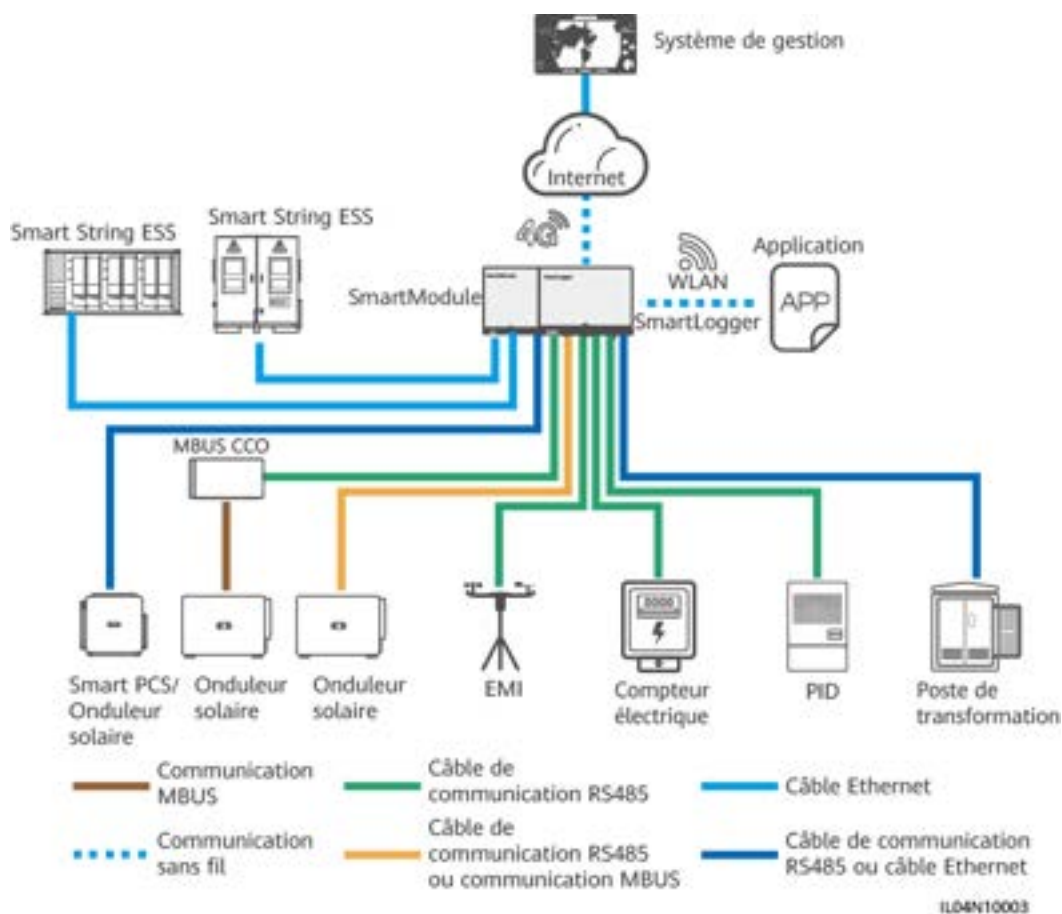 Système de gestion
Internet
4G
Smart String ESS
Smart String ESS
SmartModule
WLAN
SmartLogger
Application
APP
MBUS CCO
Smart PCS/
Onduleur
solaire
Onduleur
solaire
Onduleur
solaire
EMI
Compteur
électrique
PID
Poste de
transformation
Communication
MBUS
Câble de
communication RS485
Câble Ethernet
Communication
sans fil
Câble de
communication RS485
ou communication MBUS
Câble de communication
RS485 ou câble Ethernet
IL04N10003